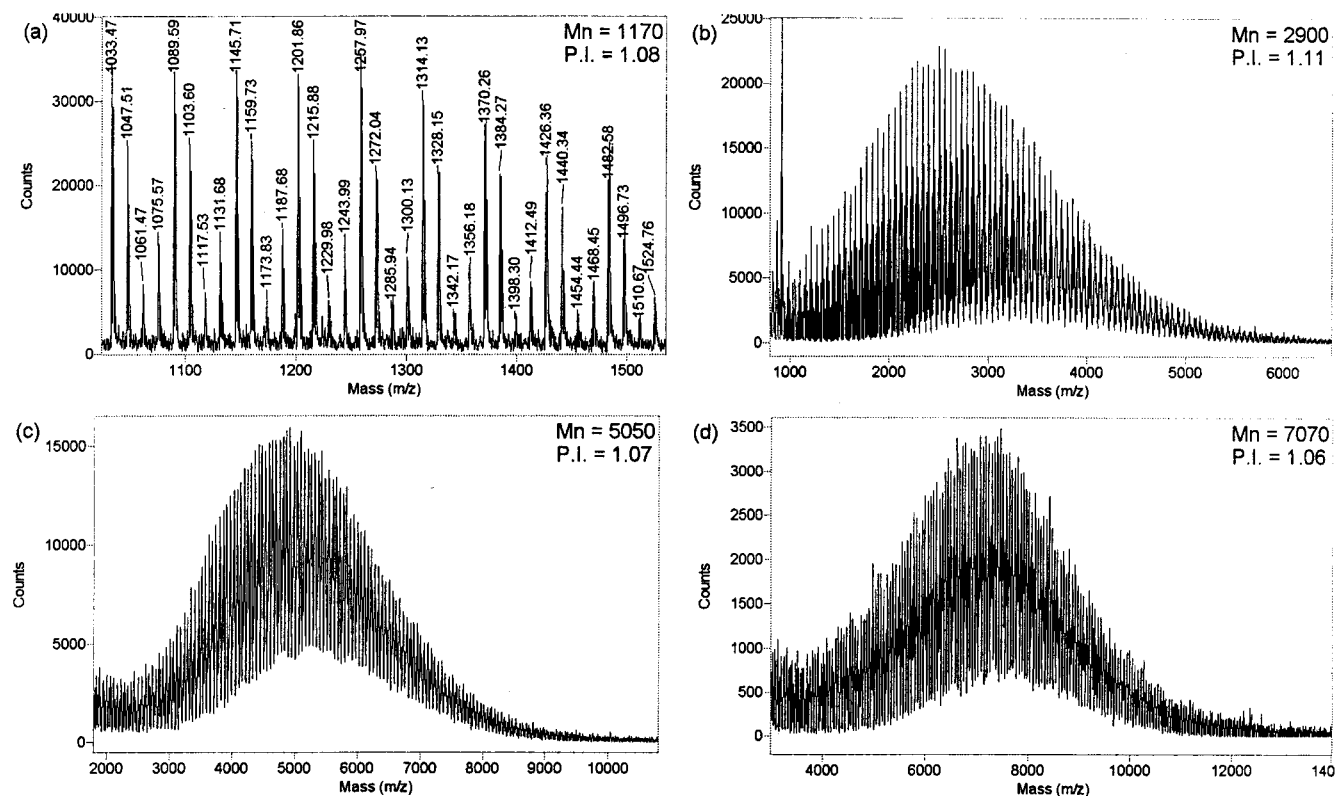 (a)
Mn = 1170
P.I. = 1.08
Counts
40000
30000
20000
10000
0
1033.47
1047.51
1061.47
1075.57
1089.59
1103.60
1117.53
1131.68
1145.71
1159.73
1173.83
1187.68
1201.86
1215.88
1229.98
1243.99
1257.97
1272.04
1285.94
1300.13
1314.13
1328.15
1342.17
1356.18
1370.26
1384.27
1398.30
1412.49
1426.36
1440.34
1454.44
1468.45
1482.58
1496.73
1510.67
1524.76
1100 1200 1300 1400 1500
Mass (m/z)
(b)
Mn = 2900
P.I. = 1.11
Counts
25000
20000
15000
10000
5000
0
1000 2000 3000 4000 5000 6000
Mass (m/z)
(c)
Mn = 5050
P.I. = 1.07
Counts
15000
10000
5000
0
2000 3000 4000 5000 6000 7000 8000 9000 10000
Mass (m/z)
(d)
Mn = 7070
P.I. = 1.06
Counts
3500
3000
2500
2000
1500
1000
500
0
4000 6000 8000 10000 12000 140
Mass (m/z)